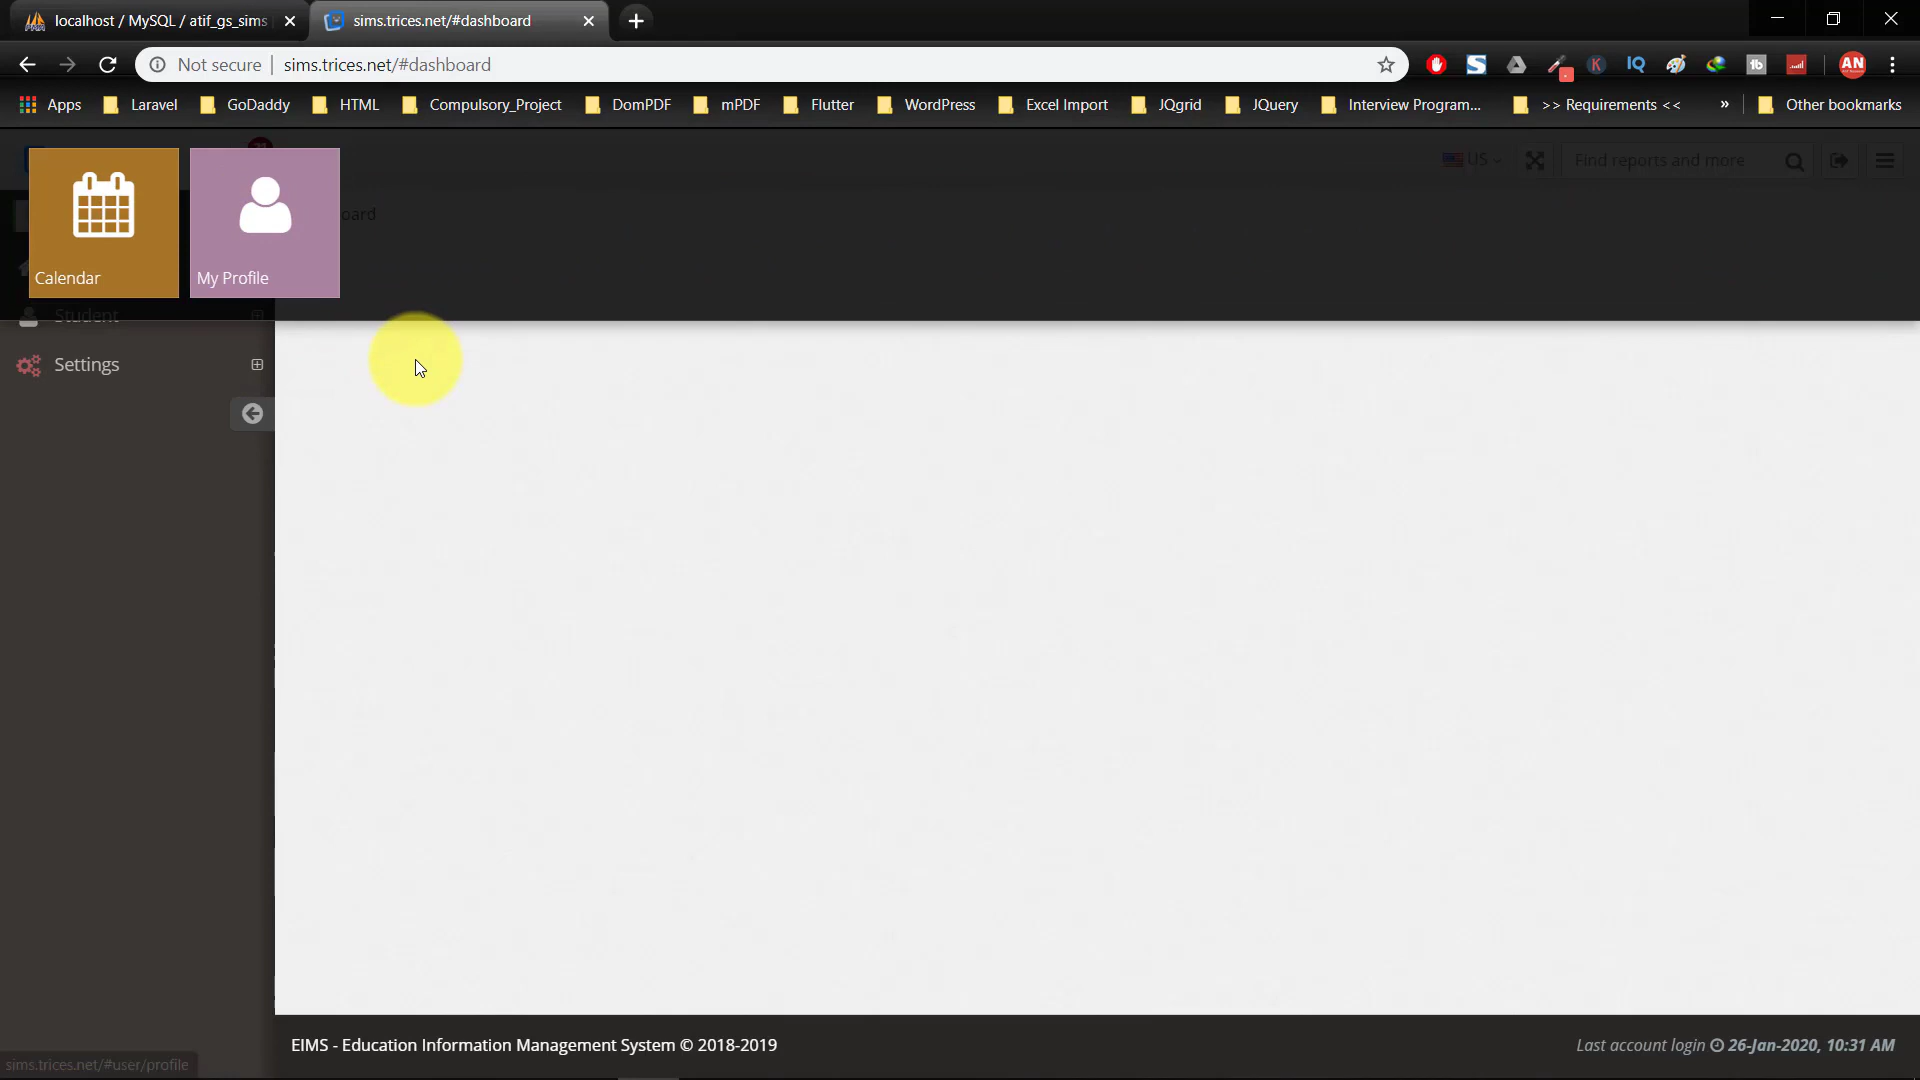 localhost / MySQL / atif_gs_sims
sims.trices.net/#dashboard
Not secure
sims.trices.net/#dashboard
AN
Apps
Laravel
GoDaddy
HTML
Compulsory_Project
DomPDF
mPDF
Flutter
WordPress
Excel Import
JQgrid
JQuery
Interview Program...
>> Requirements <<
»
Other bookmarks
US
Find reports and more
oard
Calendar
My Profile
Student
Settings
EIMS - Education Information Management System © 2018-2019
Last account login 26-Jan-2020, 10:31 AM
sims.trices.net/#user/profile